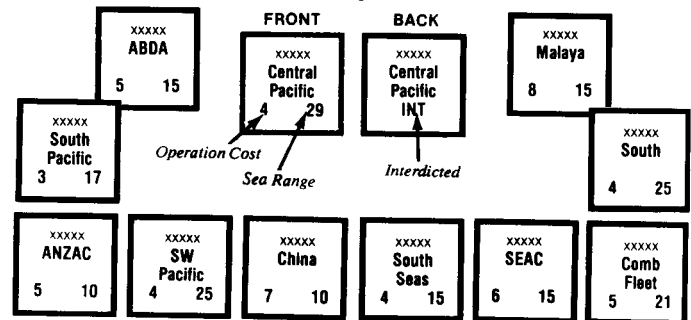 FRONT
BACK
xxxxx
ABDA
5 15
xxxxx
Central
Pacific
4 29
xxxxx
Central
Pacific
INT
xxxxx
Malaya
8 15
xxxxx
South
Pacific
3 17
Operation Cost
Sea Range
Interdicted
xxxxx
South
4 25
xxxxx
ANZAC
5 10
xxxxx
SW
Pacific
4 25
xxxxx
China
7 10
xxxxx
South
Seas
4 15
xxxxx
SEAC
6 15
xxxxx
Comb
Fleet
5 21